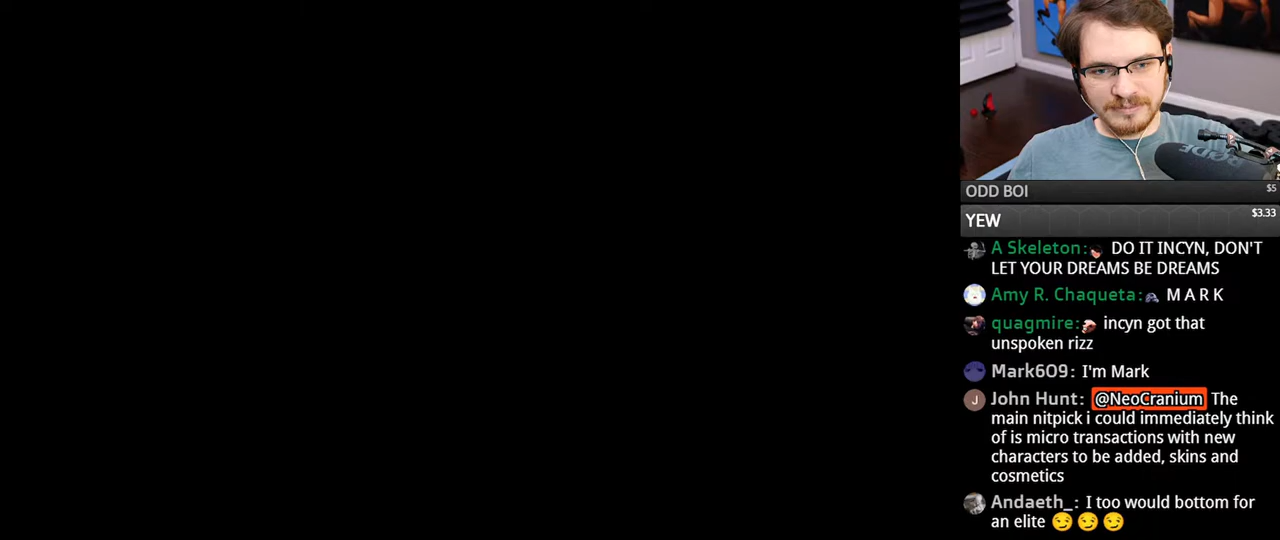 RODE
ODD BOI $5
YEW $3.33
A Skeleton: DO IT INCYN, DON'T
LET YOUR DREAMS BE DREAMS
Amy R. Chaqueta: M A R K
quagmire: incyn got that
unspoken rizz
Mark609: I'm Mark
J John Hunt: @NeoCranium The
main nitpick i could immediately think
of is micro transactions with new
characters to be added, skins and
cosmetics
Andaeth_: I too would bottom for
an elite 😏😏😏